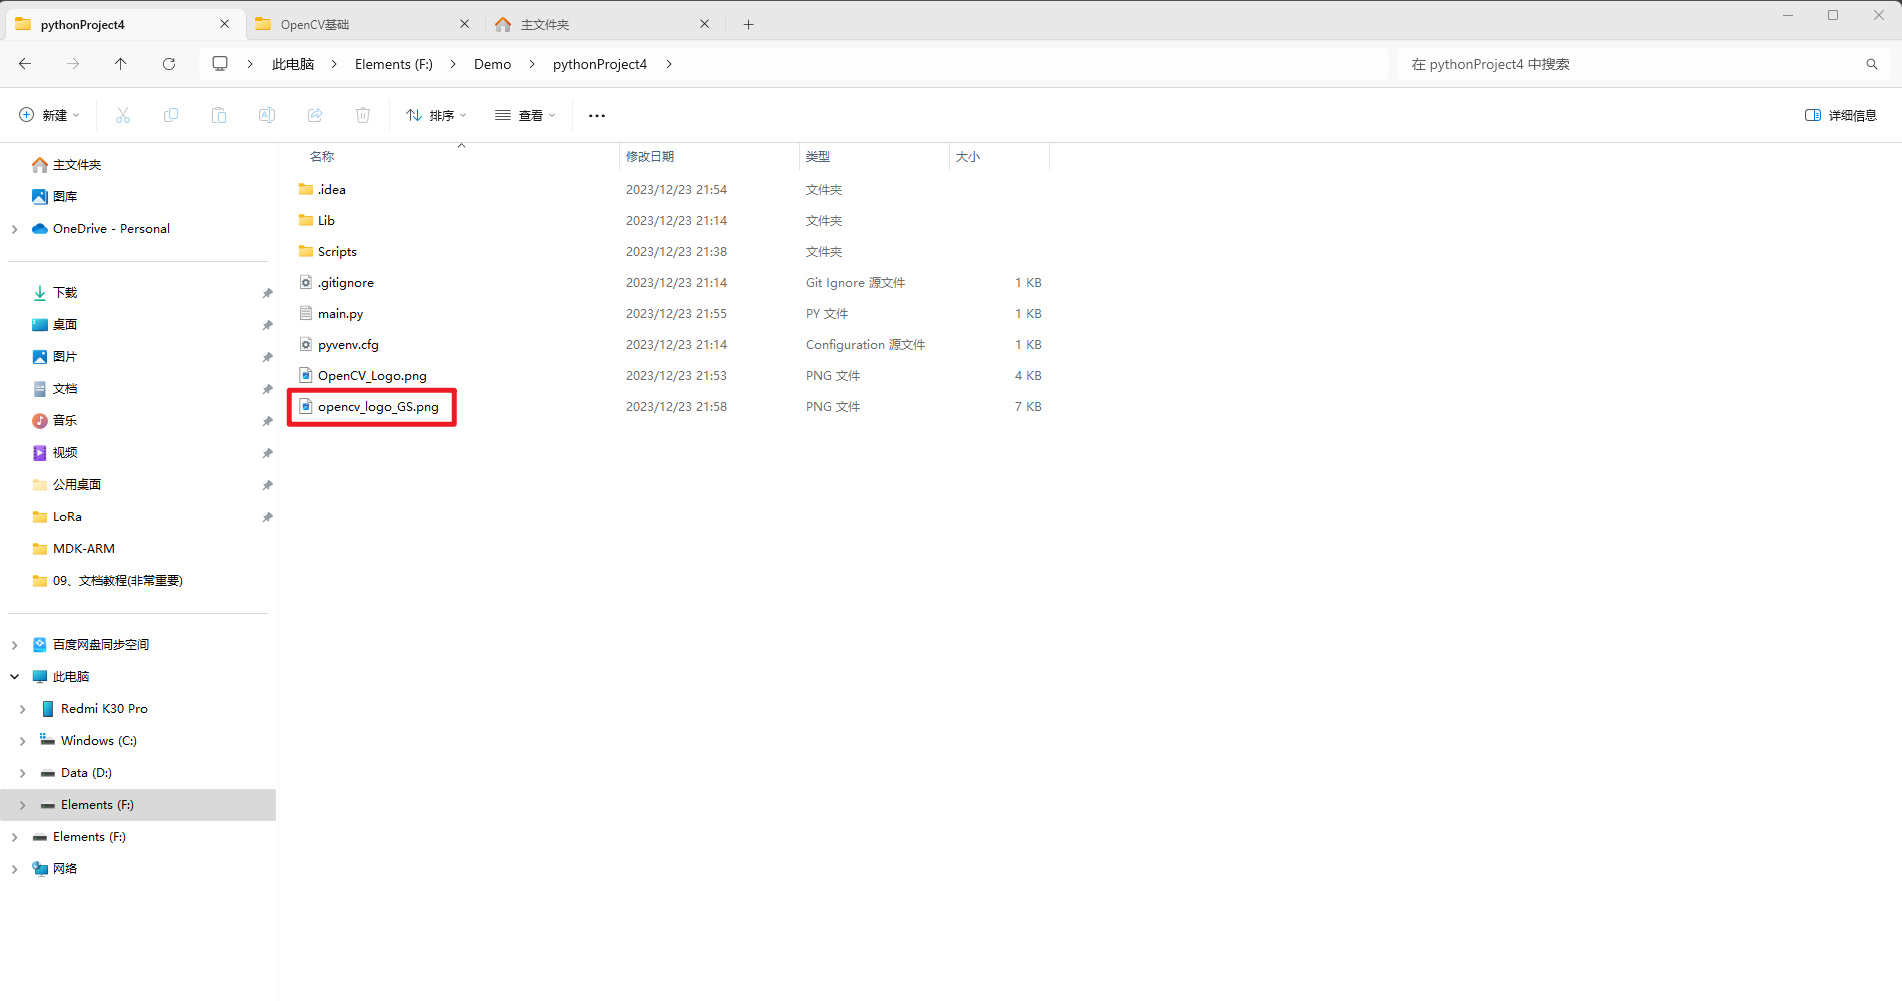 pythonProject4 OpenCV基础 主文件夹
此电脑 Elements (F:) Demo pythonProject4 在 pythonProject4 中搜索
新建 排序 查看 详细信息
名称 修改日期 类型 大小
.idea 2023/12/23 21:54 文件夹
Lib 2023/12/23 21:14 文件夹
Scripts 2023/12/23 21:38 文件夹
.gitignore 2023/12/23 21:14 Git Ignore 源文件 1 KB
main.py 2023/12/23 21:55 PY 文件 1 KB
pyvenv.cfg 2023/12/23 21:14 Configuration 源文件 1 KB
OpenCV_Logo.png 2023/12/23 21:53 PNG 文件 4 KB
opencv_logo_GS.png 2023/12/23 21:58 PNG 文件 7 KB
主文件夹
图库
OneDrive - Personal
下载
桌面
图片
文档
音乐
视频
公用桌面
LoRa
MDK-ARM
09、文档教程(非常重要)
百度网盘同步空间
此电脑
Redmi K30 Pro
Windows (C:)
Data (D:)
Elements (F:)
Elements (F:)
网络